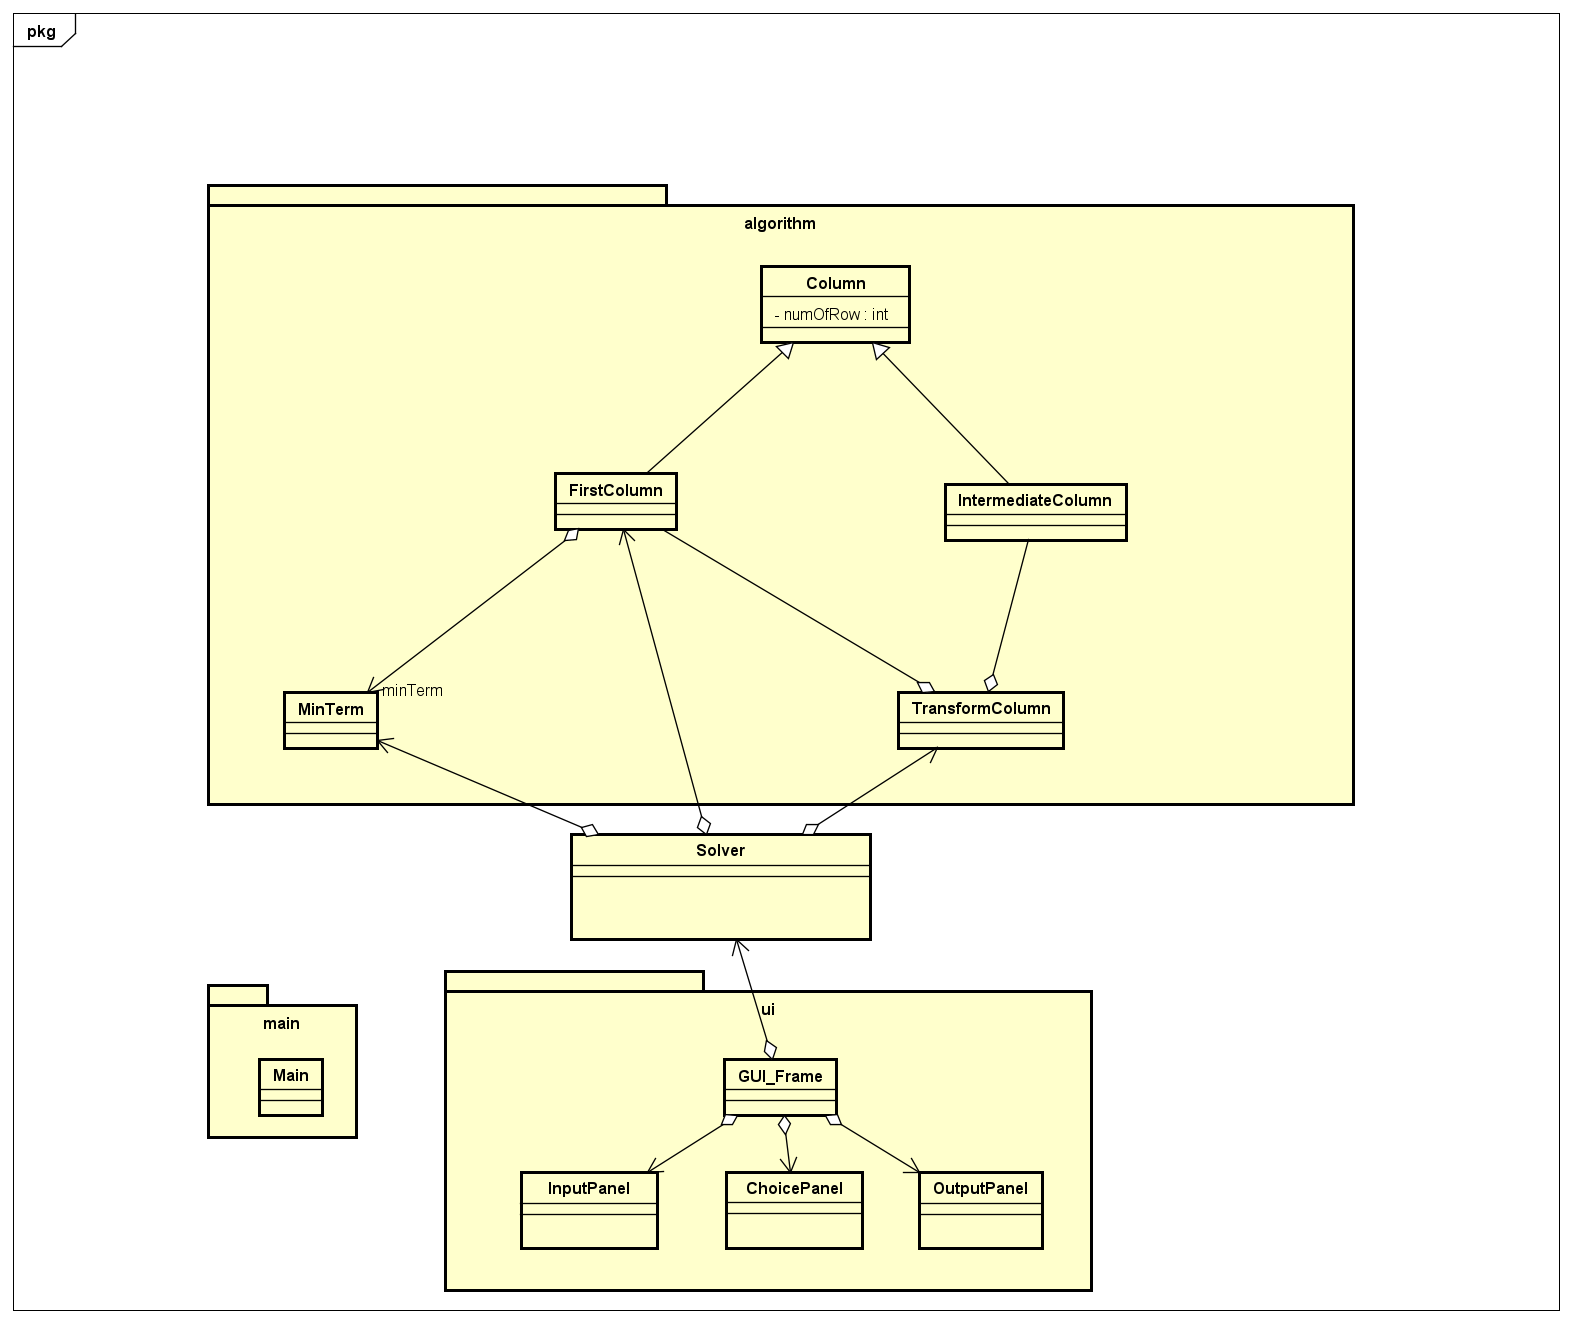 pkg
algorithm
Column
- numOfRow : int
FirstColumn
IntermediateColumn
minTerm
MinTerm
TransformColumn
Solver
ui
main
Main
GUI_Frame
InputPanel
ChoicePanel
OutputPanel